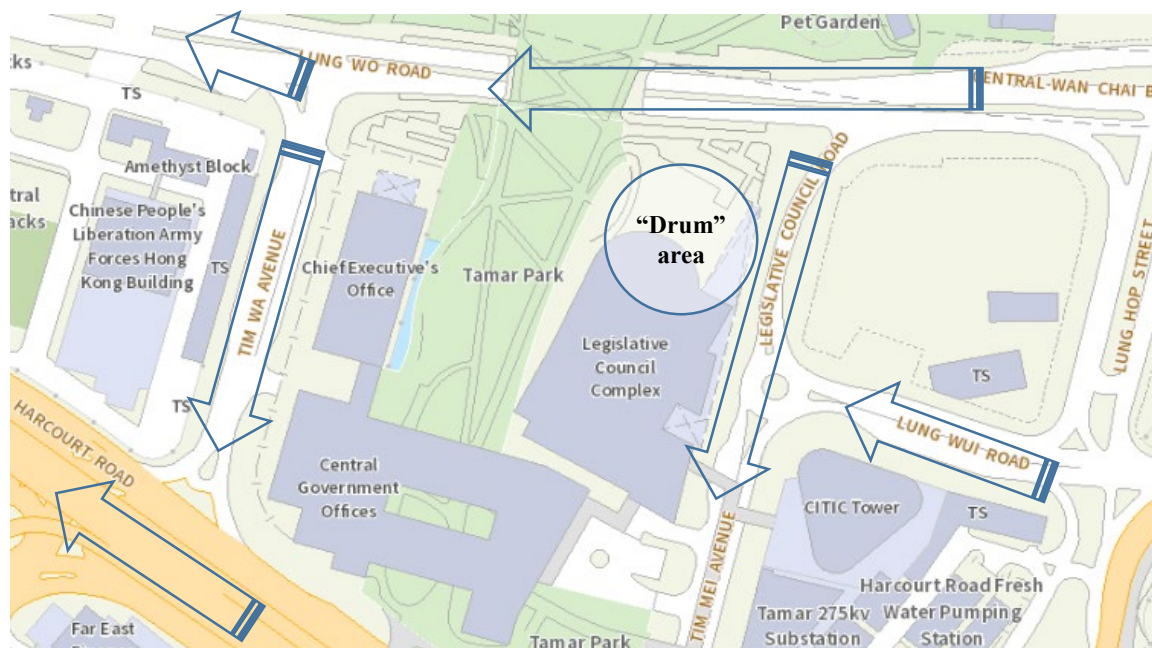 Pet Garden
LUNG WO ROAD
CENTRAL-WAN CHAI B
TS
Amethyst Block
Chinese People's
Liberation Army
Forces Hong
Kong Building
TS
TIM WA AVENUE
Chief Executive's
Office
Tamar Park
“Drum”
area
LEGISLATIVE COUNCIL ROAD
LUNG HOP STREET
Legislative
Council
Complex
TS
TS
HARCOURT ROAD
LUNG WUI ROAD
Central
Government
Offices
CITIC Tower
TS
TIM MEI AVENUE
Harcourt Road Fresh
Water Pumping
Station
Tamar 275kv
Substation
Far East
Tamar Park